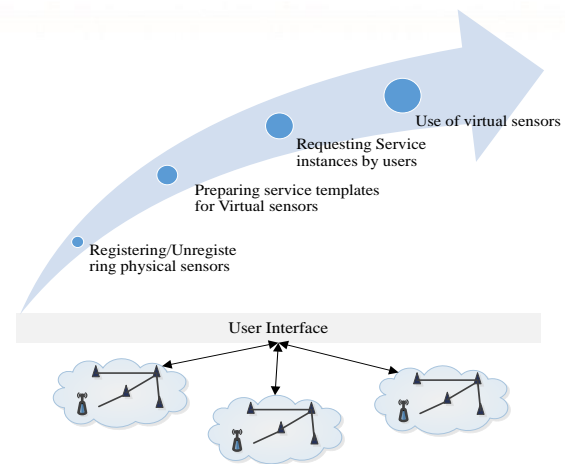 Use of virtual sensors
Requesting Service
instances by users
Preparing service templates
for Virtual sensors
Registering/Unregiste
ring physical sensors
User Interface